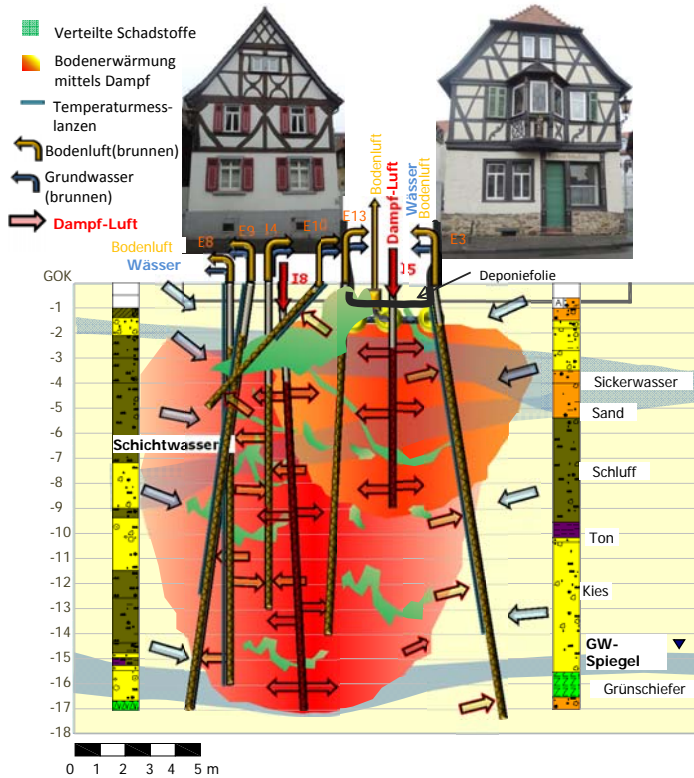 Verteilte Schadstoffe
Bodenerwärmung
mittels Dampf
Temperaturmess-
lanzen
Bodenluft(brunnen)
Grundwasser
(brunnen)
Dampf-Luft
Bodenluft
Wässer
E8
E9
I4
E10
E13
Bodenluft
Dampf-Luft
Wässer
Bodenluft
E3
I8
5
Deponiefolie
GOK
-1
-2
-3
-4
-5
-6
-7
-8
-9
-10
-11
-12
-13
-14
-15
-16
-17
-18
A
Schichtwasser
Sickerwasser
Sand
Schluff
Ton
Kies
GW-
Spiegel
Grünschiefer
0 1 2 3 4 5 m